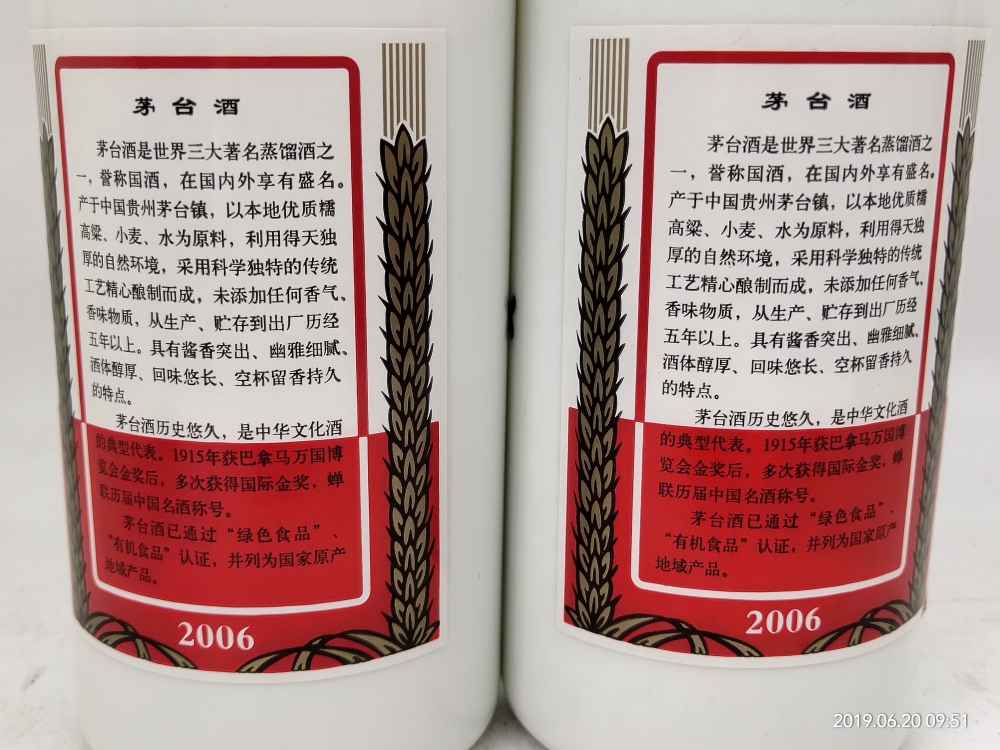 茅台酒
茅台酒是世界三大著名蒸馏酒之
一，誉称国酒，在国内外享有盛名。
产于中国贵州茅台镇，以本地优质糯
高粱、小麦、水为原料，利用得天独
厚的自然环境，采用科学独特的传统
工艺精心酿制而成，未添加任何香气、
香味物质，从生产、贮存到出厂历经
五年以上。具有酱香突出、幽雅细腻、
酒体醇厚、回味悠长、空杯留香持久
的特点。
茅台酒历史悠久，是中华文化酒
的典型代表。1915年获巴拿马万国博
览会金奖后，多次获得国际金奖，蝉
联历届中国名酒称号。
茅台酒已通过“绿色食品”、
“有机食品”认证，并列为国家原产
地域产品。
2006
茅台酒
茅台酒是世界三大著名蒸馏酒之
一，誉称国酒，在国内外享有盛名。
产于中国贵州茅台镇，以本地优质糯
高粱、小麦、水为原料，利用得天独
厚的自然环境，采用科学独特的传统
工艺精心酿制而成，未添加任何香气、
香味物质，从生产、贮存到出厂历经
五年以上。具有酱香突出、幽雅细腻、
酒体醇厚、回味悠长、空杯留香持久
的特点。
茅台酒历史悠久，是中华文化酒
的典型代表。1915年获巴拿马万国博
览会金奖后，多次获得国际金奖，蝉
联历届中国名酒称号。
茅台酒已通过“绿色食品”、
“有机食品”认证，并列为国家原产
地域产品。
2006
2019.06.20 09:51